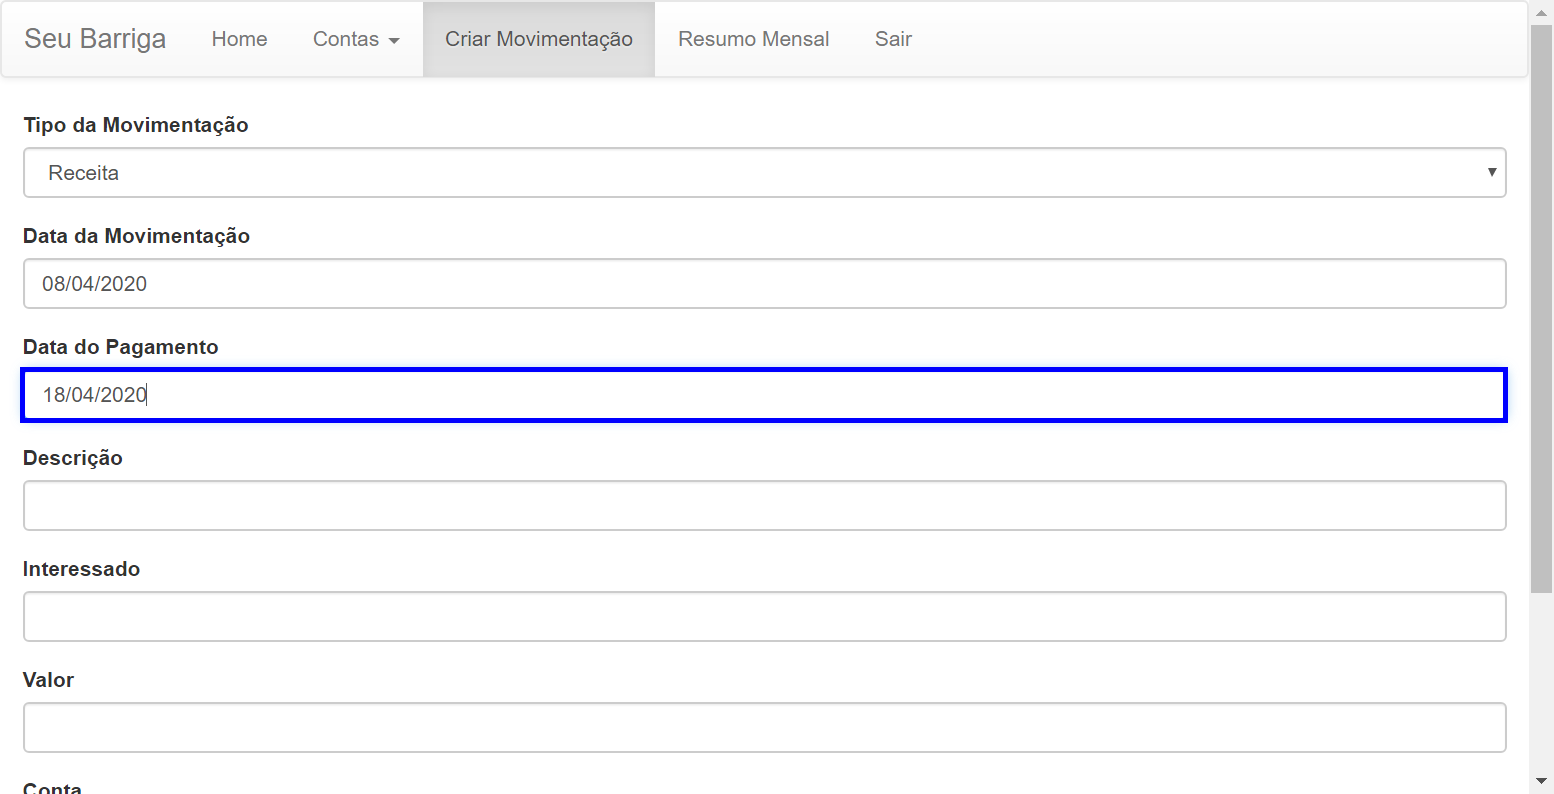 Seu Barriga Home Contas Criar Movimentação Resumo Mensal Sair
Tipo da Movimentação
Receita
Data da Movimentação
08/04/2020
Data do Pagamento
18/04/2020
Descrição
Interessado
Valor
Conta